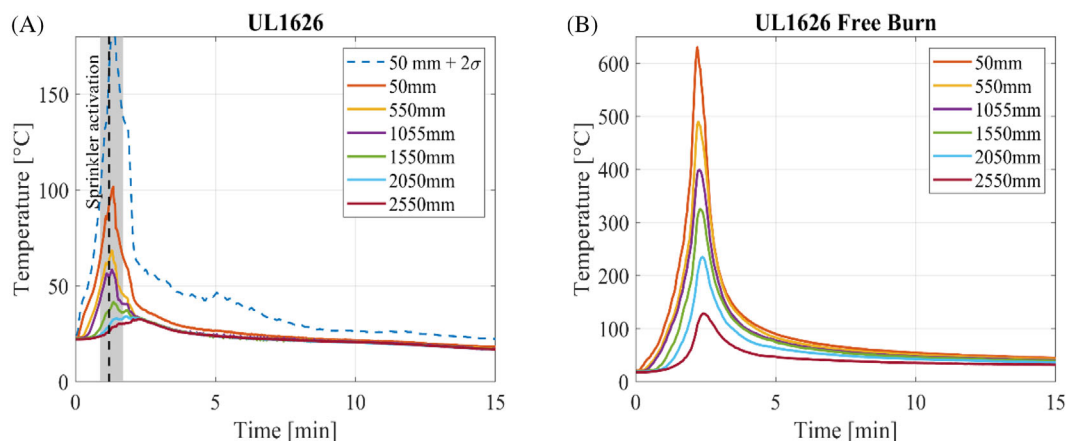 (A)
UL1626
Temperature [°C]
150
100
50
0
Sprinkler activation
50 mm + 2σ
50mm
550mm
1055mm
1550mm
2050mm
2550mm
0
5
10
15
Time [min]
(B)
UL1626 Free Burn
Temperature [°C]
600
500
400
300
200
100
0
50mm
550mm
1055mm
1550mm
2050mm
2550mm
0
5
10
15
Time [min]